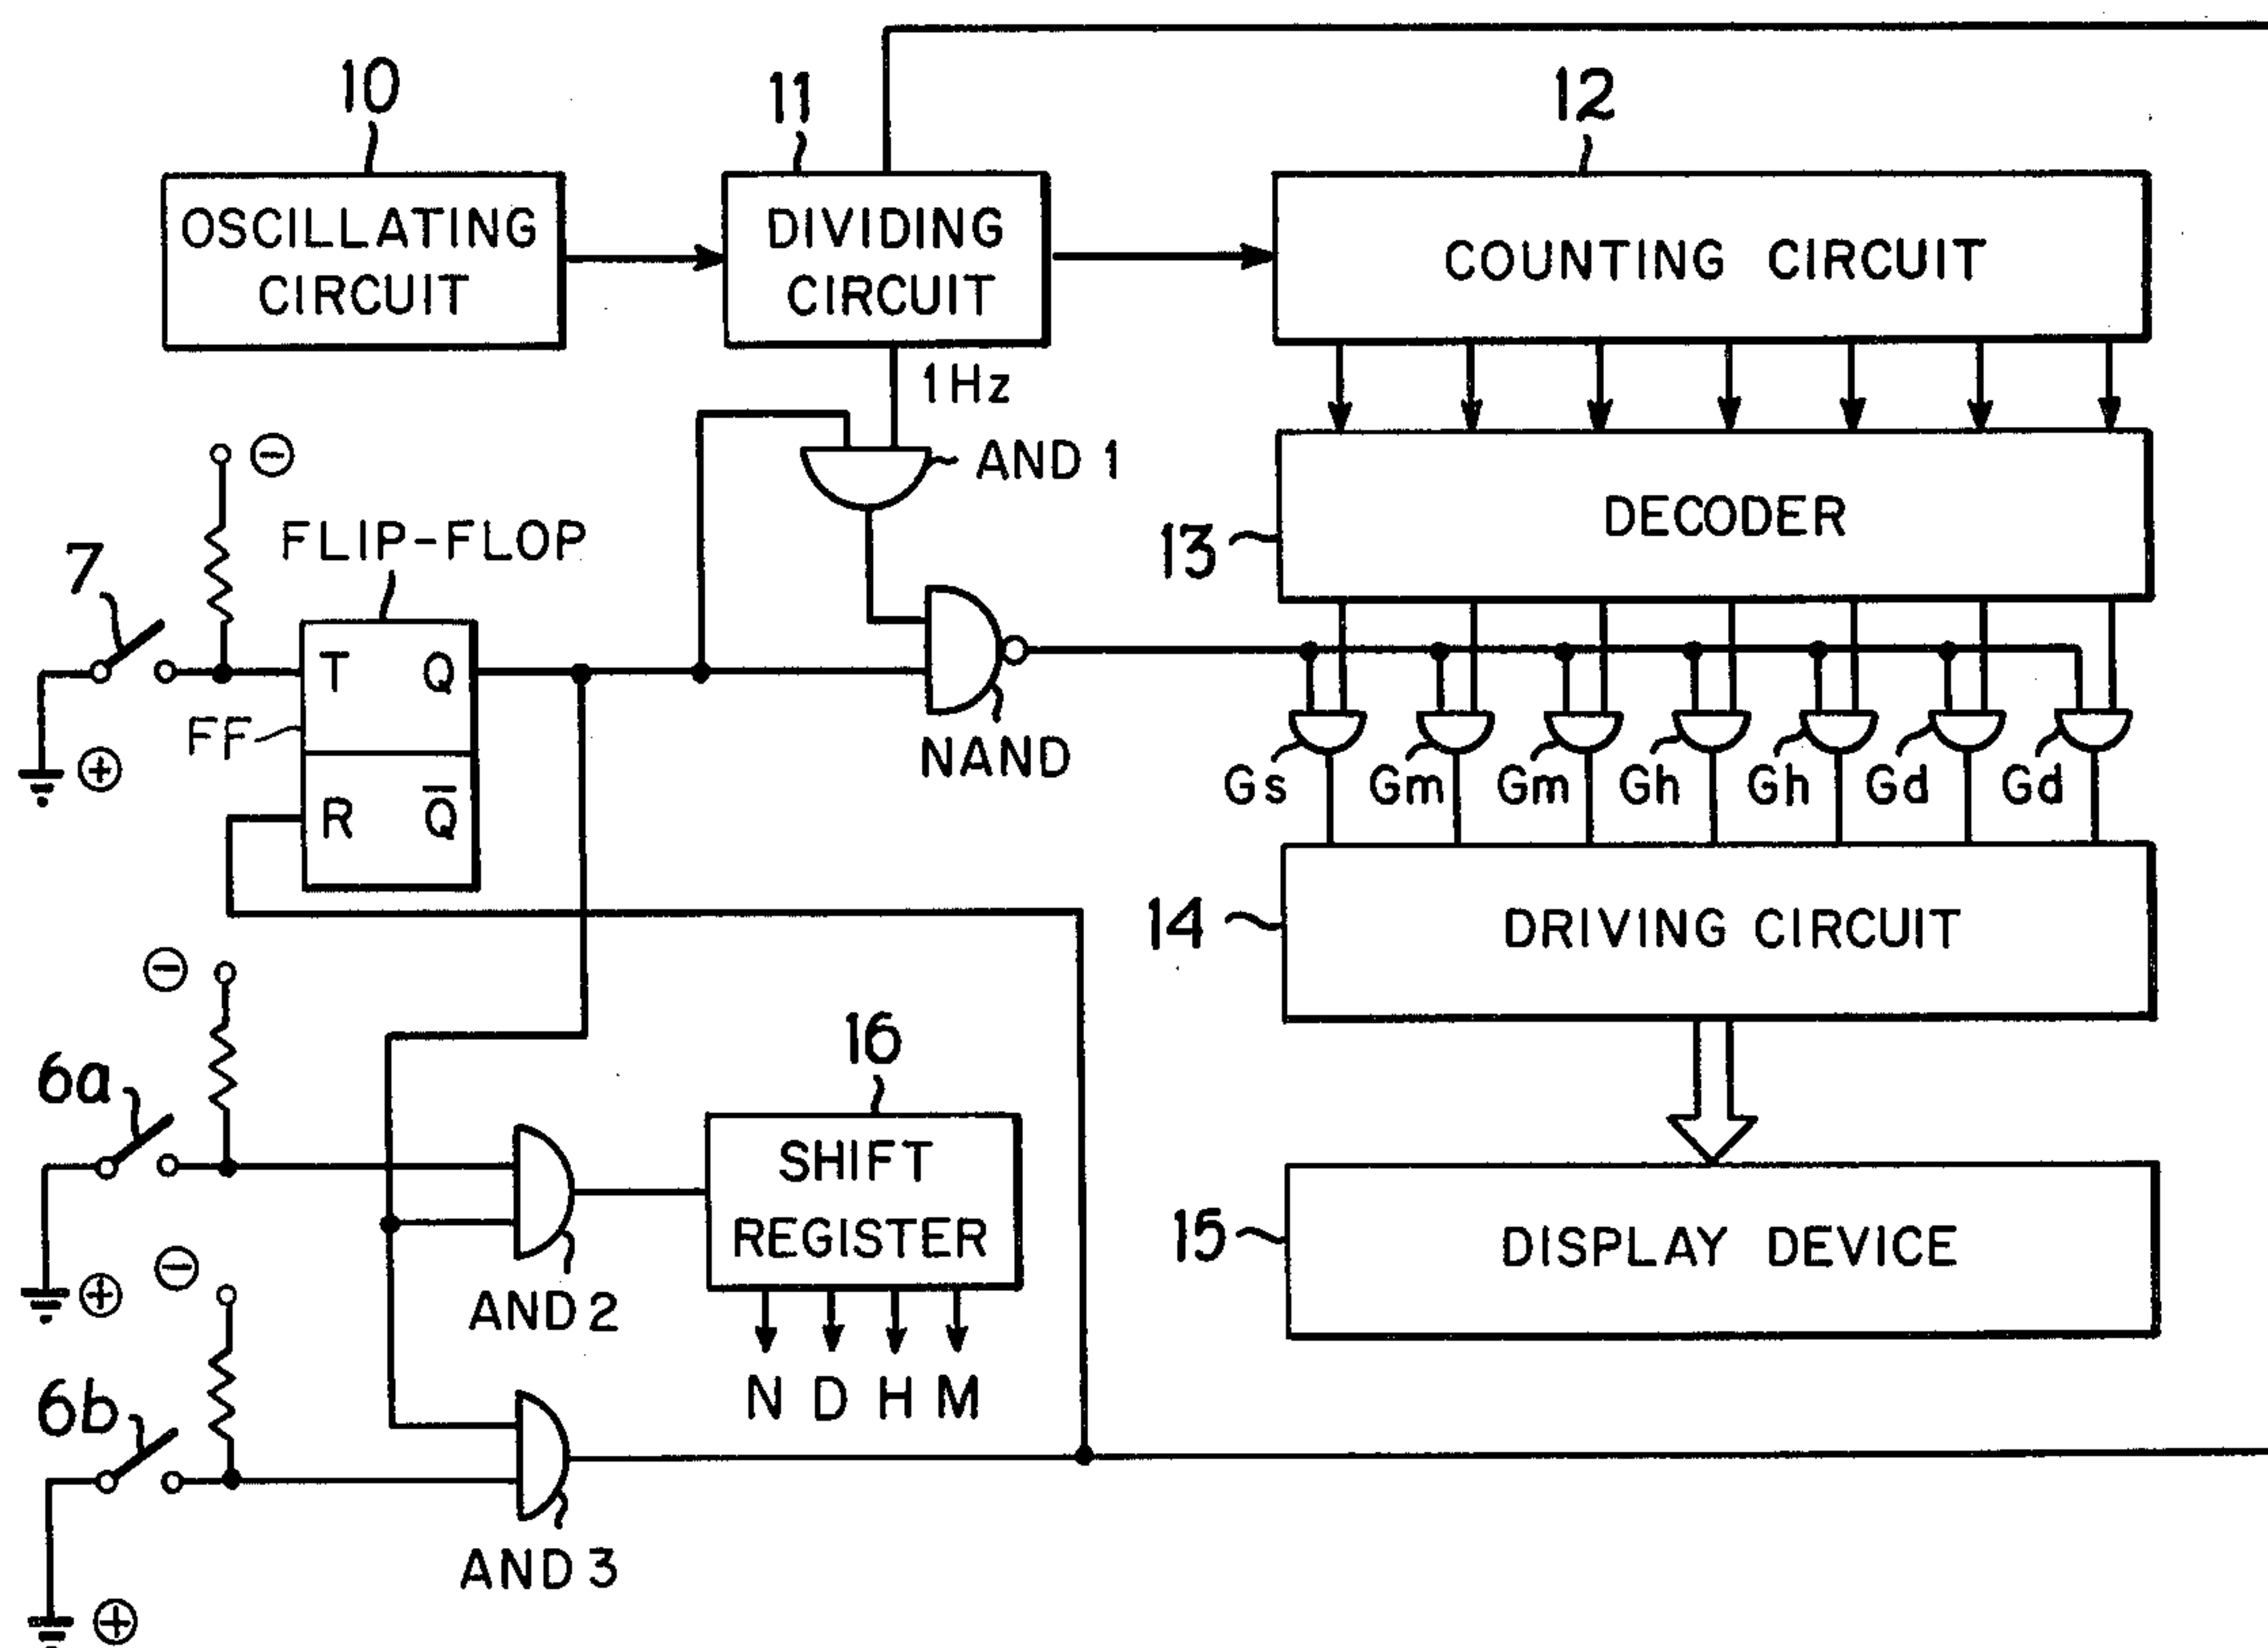 10
11
12
OSCILLATING
CIRCUIT
DIVIDING
CIRCUIT
COUNTING CIRCUIT
1Hz
⊖
AND 1
DECODER
13
FLIP-FLOP
7
T Q
FF
⊕
NAND
R Q̅
Gs Gm Gm Gh Gh Gd Gd
14
DRIVING CIRCUIT
⊖
16
6a
SHIFT
REGISTER
15
DISPLAY DEVICE
⊕
⊖
AND 2
N D H M
6b
AND 3
⊕